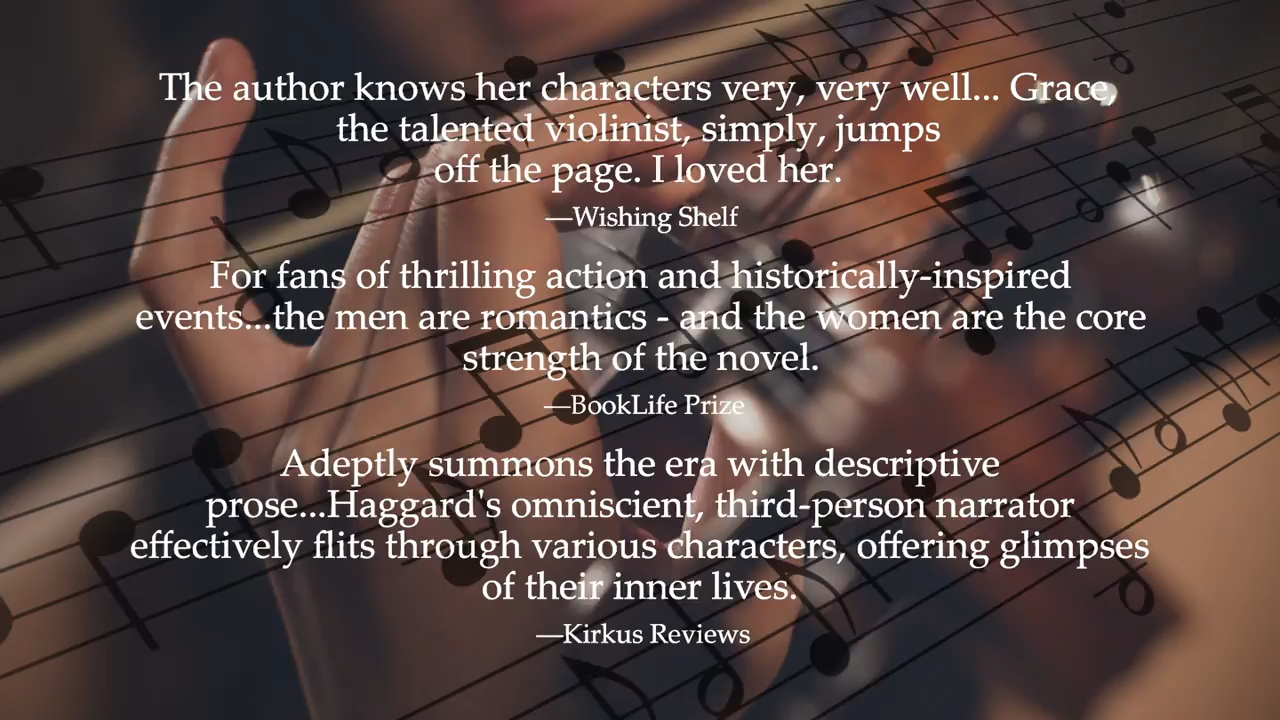 The author knows her characters very, very well... Grace,
the talented violinist, simply, jumps
off the page. I loved her.
—Wishing Shelf
For fans of thrilling action and historically-inspired
events...the men are romantics - and the women are the core
strength of the novel.
—BookLife Prize
Adeptly summons the era with descriptive
prose...Haggard's omniscient, third-person narrator
effectively flits through various characters, offering glimpses
of their inner lives.
—Kirkus Reviews